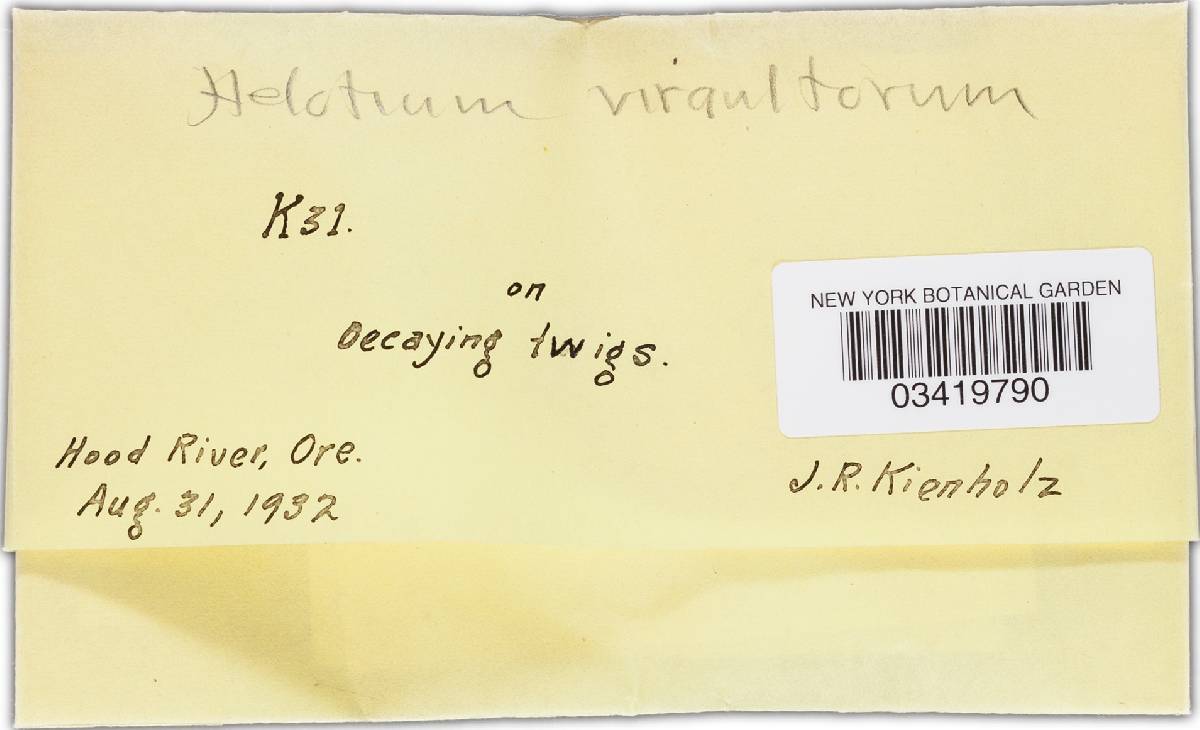 Helotium virgultorum
K31.
on
Decaying twigs.
NEW YORK BOTANICAL GARDEN
03419790
Hood River, Ore.
Aug. 31, 1932
J.R. Kienholz